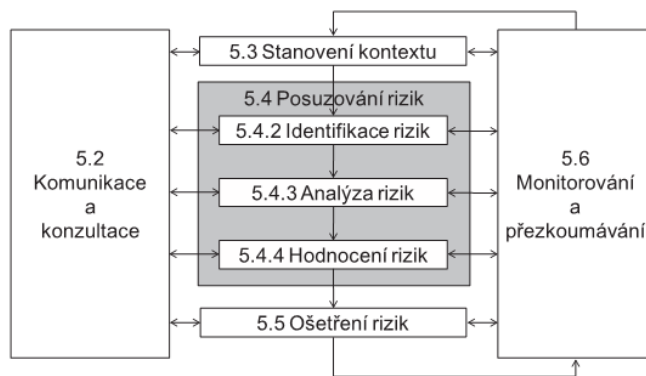 5.3 Stanovení kontextu
5.4 Posuzování rizik
5.4.2 Identifikace rizik
5.2
Komunikace
a
konzultace
5.4.3 Analýza rizik
5.6
Monitorování
a
přezkoumávání
5.4.4 Hodnocení rizik
5.5 Ošetření rizik